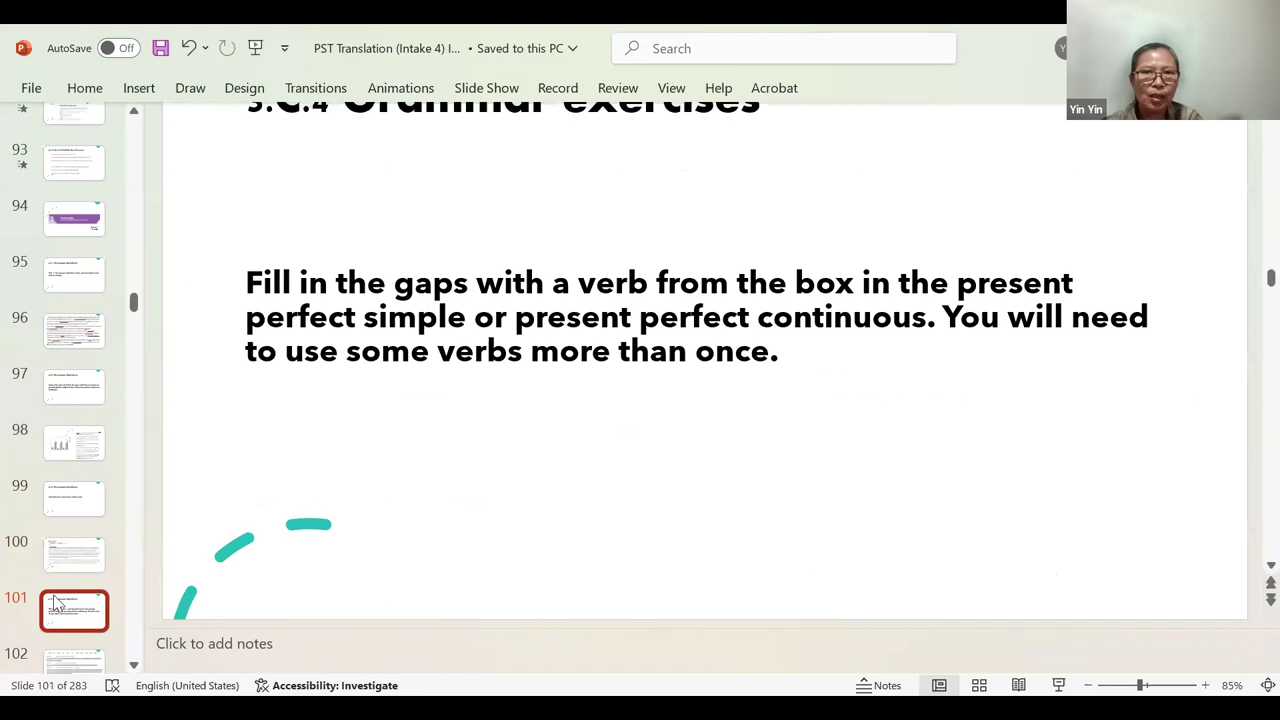 AutoSave Off PST Translation (Intake 4) I... • Saved to this PC Search
Yin Yin
File Home Insert Draw Design Transitions Animations Slide Show Record Review View Help Acrobat
3.C.4 Grammar exercises
Fill in the gaps with a verb from the box in the present
perfect simple or present perfect continuous. You will need
to use some verbs more than once.
93
94
95
96
97
98
99
100
101
102
Click to add notes
Slide 101 of 283 English (United States) Accessibility: Investigate Notes 85%